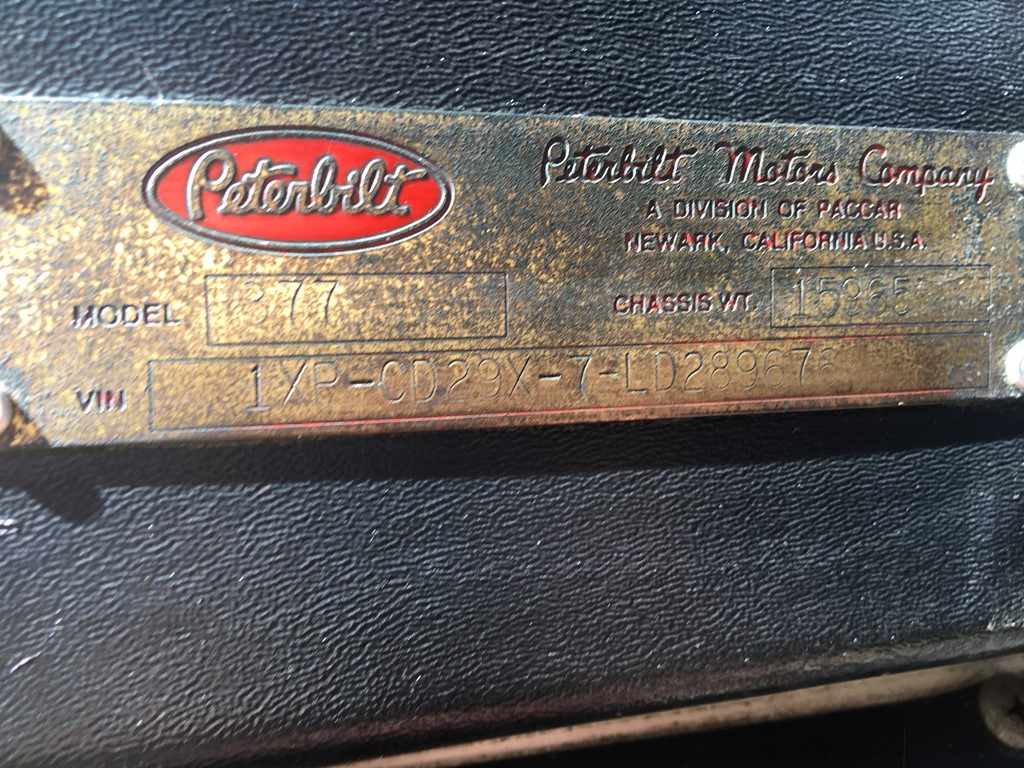 Peterbilt
Peterbilt Motors Company
A DIVISION OF PACCAR
NEWARK, CALIFORNIA U.S.A.
MODEL 377
CHASSIS WT. 15965
VIN 1XP-CD29X-7-LD289676